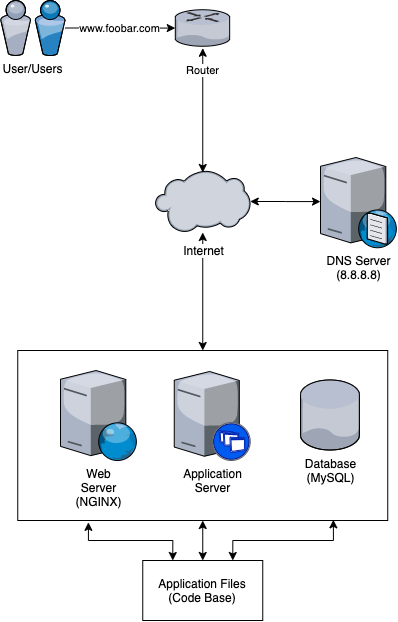 www.foobar.com
User/Users
Router
Internet
DNS Server
(8.8.8.8)
Web
Server
(NGINX)
Application
Server
Database
(MySQL)
Application Files
(Code Base)